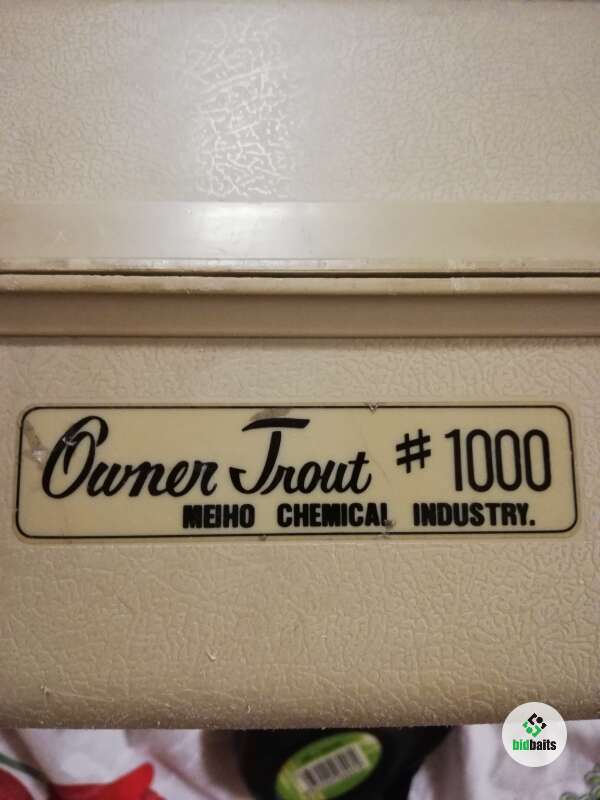 Owner Trout # 1000
MEIHO CHEMICAL INDUSTRY.
bidbaits